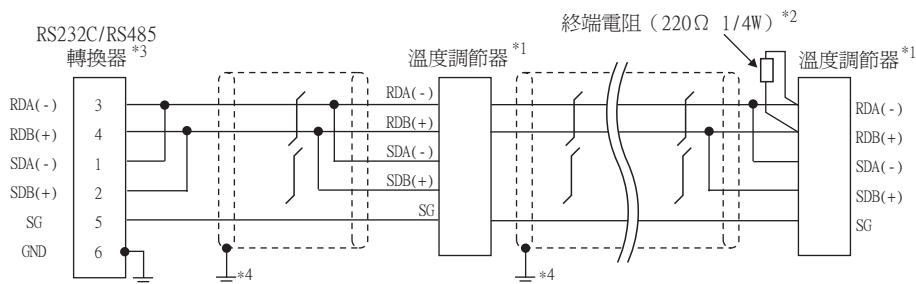 終端電阻（220Ω 1/4W）*2
RS232C/RS485
轉換器 *3
溫度調節器 *1
溫度調節器 *1
RDA(-) 3 RDA(-) RDA(-)
RDB(+) 4 RDB(+) RDB(+)
SDA(-) 1 SDA(-) SDA(-)
SDB(+) 2 SDB(+) SDB(+)
SG 5 SG SG
GND 6
*4 *4